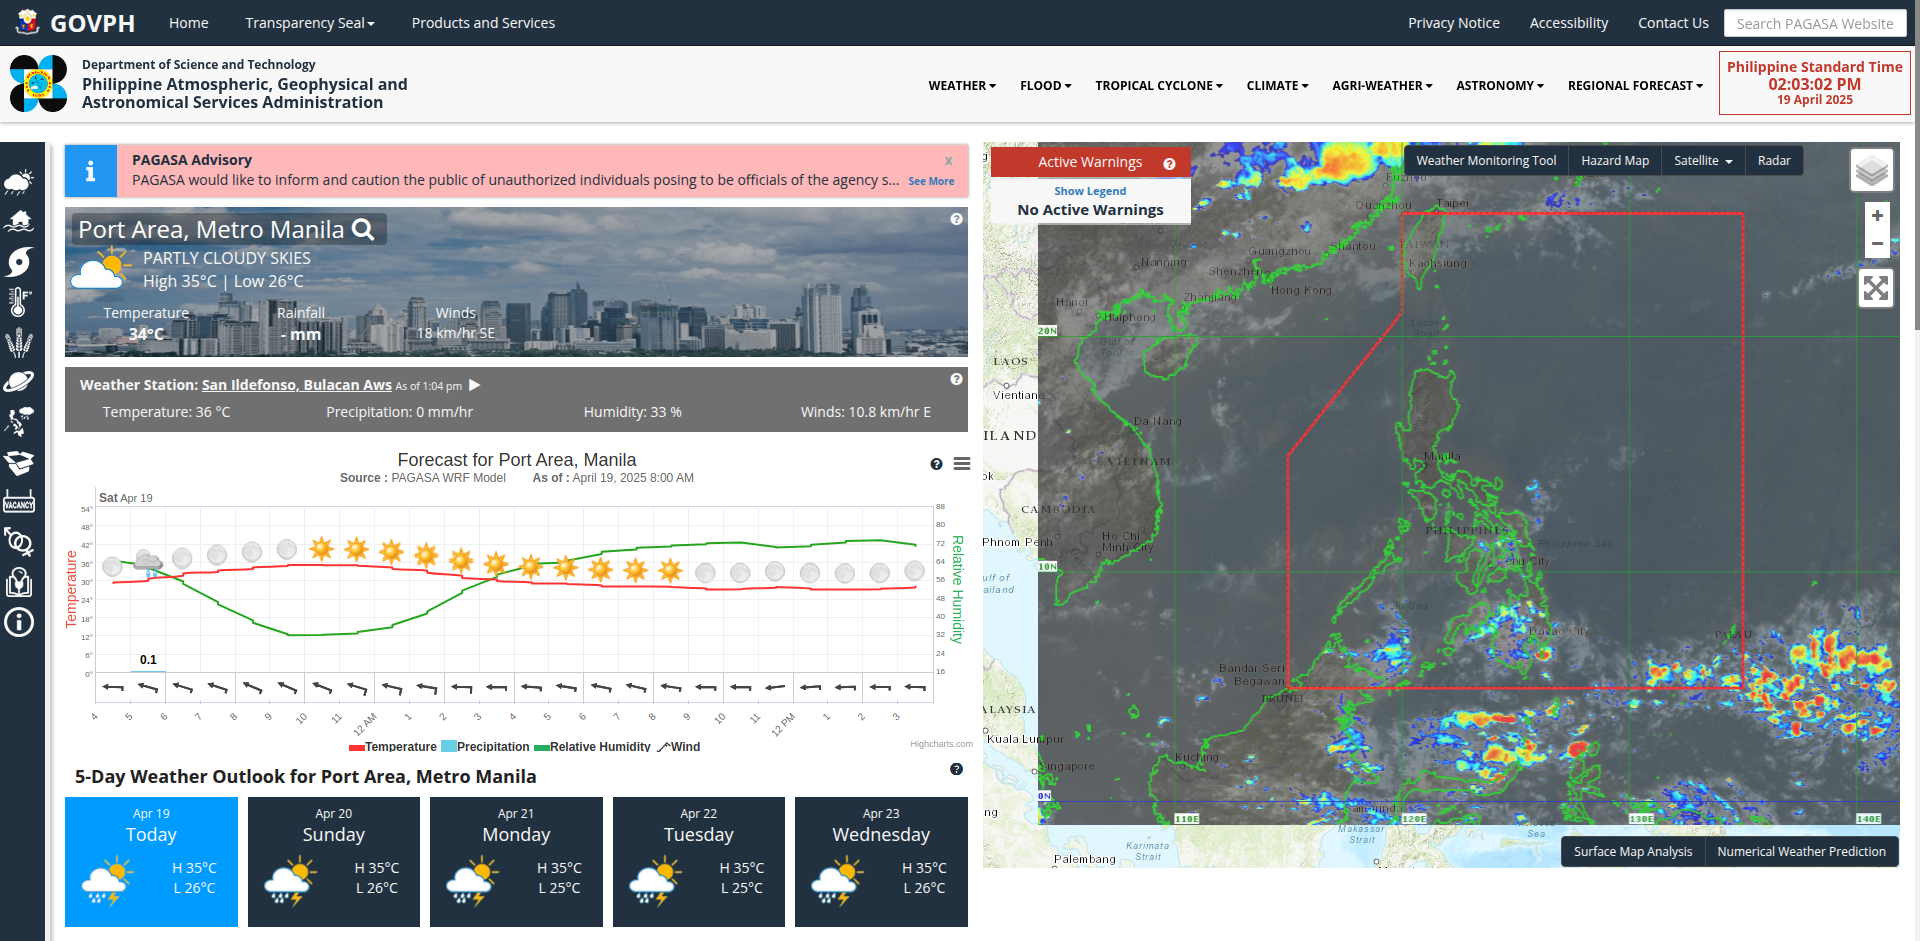 GOVPH
Home
Transparency Seal
Products and Services
Privacy Notice
Accessibility
Contact Us
Search PAGASA Website
Department of Science and Technology
Philippine Atmospheric, Geophysical and
Astronomical Services Administration
WEATHER
FLOOD
TROPICAL CYCLONE
CLIMATE
AGRI-WEATHER
ASTRONOMY
REGIONAL FORECAST
Philippine Standard Time
02:03:02 PM
19 April 2025
VACANCY
PAGASA Advisory
x
PAGASA would like to inform and caution the public of unauthorized individuals posing to be officials of the agency s... See More
Port Area, Metro Manila
PARTLY CLOUDY SKIES
High 35°C | Low 26°C
Temperature
34°C
Rainfall
- mm
Winds
18 km/hr SE
Weather Station: San Ildefonso, Bulacan Aws As of 1:04 pm
Temperature: 36 °C
Precipitation: 0 mm/hr
Humidity: 33 %
Winds: 10.8 km/hr E
Forecast for Port Area, Manila
Source : PAGASA WRF Model As of : April 19, 2025 8:00 AM
Sat Apr 19
Temperature
54°
48°
42°
36°
30°
24°
18°
12°
6°
0°
88
80
72
64
56
48
40
32
24
16
Relative Humidity
0.1
4 5 6 7 8 9 10 11 12 AM 1 2 3 4 5 6 7 8 9 10 11 12 PM 1 2 3
Temperature Precipitation Relative Humidity Wind
Highcharts.com
5-Day Weather Outlook for Port Area, Metro Manila
Apr 19
Today
H 35°C
L 26°C
Apr 20
Sunday
H 35°C
L 26°C
Apr 21
Monday
H 35°C
L 25°C
Apr 22
Tuesday
H 35°C
L 25°C
Apr 23
Wednesday
H 35°C
L 26°C
Active Warnings
Show Legend
No Active Warnings
Weather Monitoring Tool
Hazard Map
Satellite
Radar
+
−
Fuzhou
Quanzhou
Taipei
Shantou
TAIWAN
Kaohsiung
Guangzhou
Nanning
Shenzhen
Hong Kong
Zhanjiang
Hanoi
Haiphong
20N
Luzon
Strait
Gulf of
Tonkin
LAOS
Vientian
Da Nang
ILAND
VIETNAM
Manila
ok
CAMBODIA
PHILIPPINES
Philippine Sea
Ho Chi
Minh City
Phnom Penh
10N
ulf of
ailand
Davao City
PALAU
Bandar Seri
Begawan
BRUNEI
ALAYSIA
Kuala Lumpur
Kuching
Singapore
0N
Samarinda
ng
110E
120E
130E
140E
Makassar
Strait
Sea
Karimata
Strait
Palembang
Surface Map Analysis
Numerical Weather Prediction